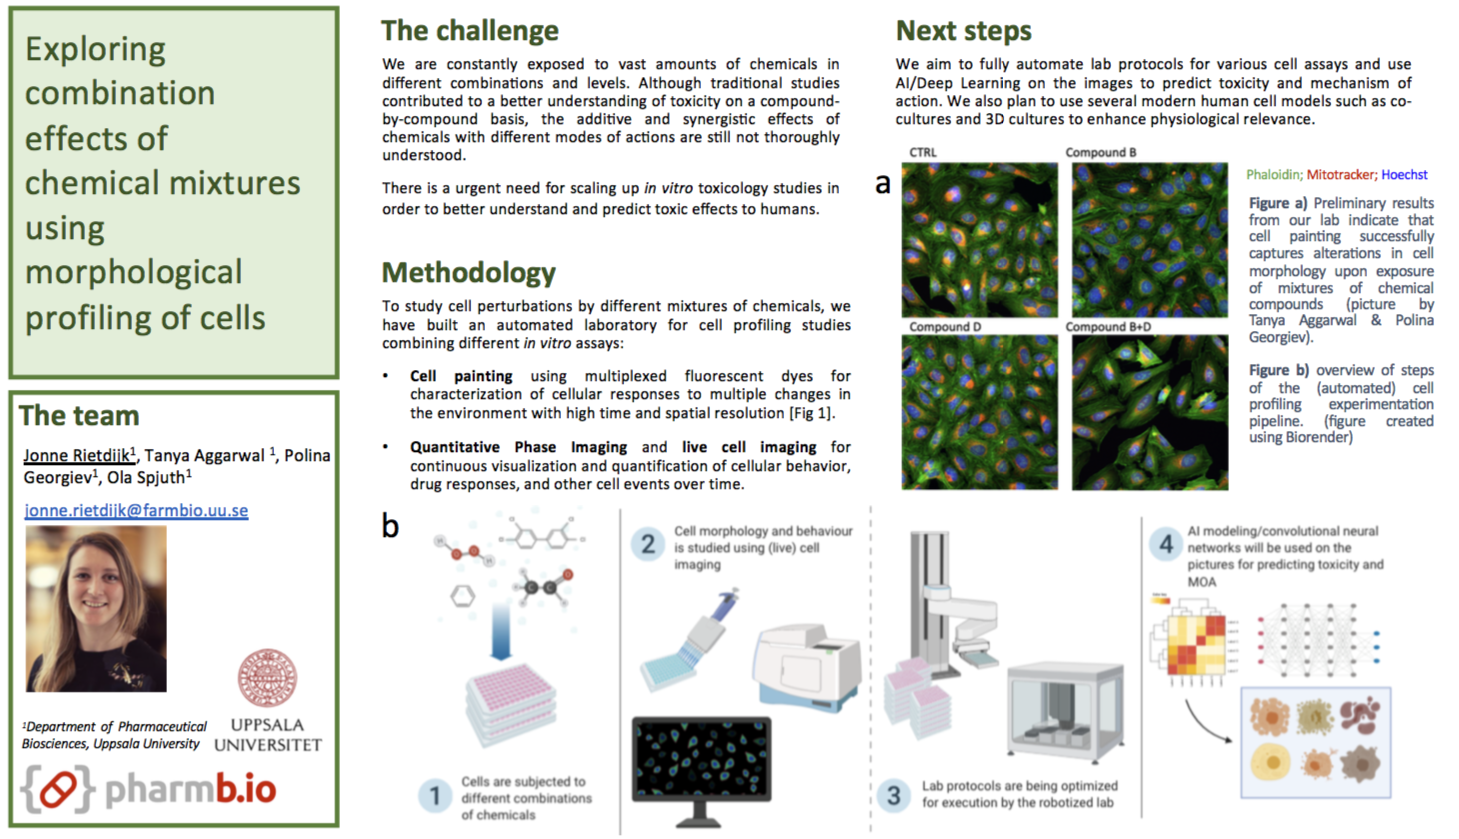 Exploring
combination
effects of
chemical mixtures
using
morphological
profiling of cells
The team
Jonne Rietdijk1, Tanya Aggarwal 1, Polina
Georgiev1, Ola Spjuth1
jonne.rietdijk@farmbio.uu.se
1Department of Pharmaceutical
Biosciences, Uppsala University
UPPSALA
UNIVERSITET
pharmb.io
The challenge
We are constantly exposed to vast amounts of chemicals in
different combinations and levels. Although traditional studies
contributed to a better understanding of toxicity on a compound-
by-compound basis, the additive and synergistic effects of
chemicals with different modes of actions are still not thoroughly
understood.
There is a urgent need for scaling up in vitro toxicology studies in
order to better understand and predict toxic effects to humans.
Methodology
To study cell perturbations by different mixtures of chemicals, we
have built an automated laboratory for cell profiling studies
combining different in vitro assays:
• Cell painting using multiplexed fluorescent dyes for
characterization of cellular responses to multiple changes in
the environment with high time and spatial resolution [Fig 1].
• Quantitative Phase Imaging and live cell imaging for
continuous visualization and quantification of cellular behavior,
drug responses, and other cell events over time.
Next steps
We aim to fully automate lab protocols for various cell assays and use
AI/Deep Learning on the images to predict toxicity and mechanism of
action. We also plan to use several modern human cell models such as co-
cultures and 3D cultures to enhance physiological relevance.
a
CTRL
Compound B
Compound D
Compound B+D
Phaloidin; Mitotracker; Hoechst
Figure a) Preliminary results
from our lab indicate that
cell painting successfully
captures alterations in cell
morphology upon exposure
of mixtures of chemical
compounds (picture by
Tanya Aggarwal & Polina
Georgiev).
Figure b) overview of steps
of the (automated) cell
profiling experimentation
pipeline. (figure created
using Biorender)
b
1
Cells are subjected to
different combinations
of chemicals
2
Cell morphology and behaviour
is studied using (live) cell
imaging
3
Lab protocols are being optimized
for execution by the robotized lab
4
AI modeling/convolutional neural
networks will be used on the
pictures for predicting toxicity and
MOA